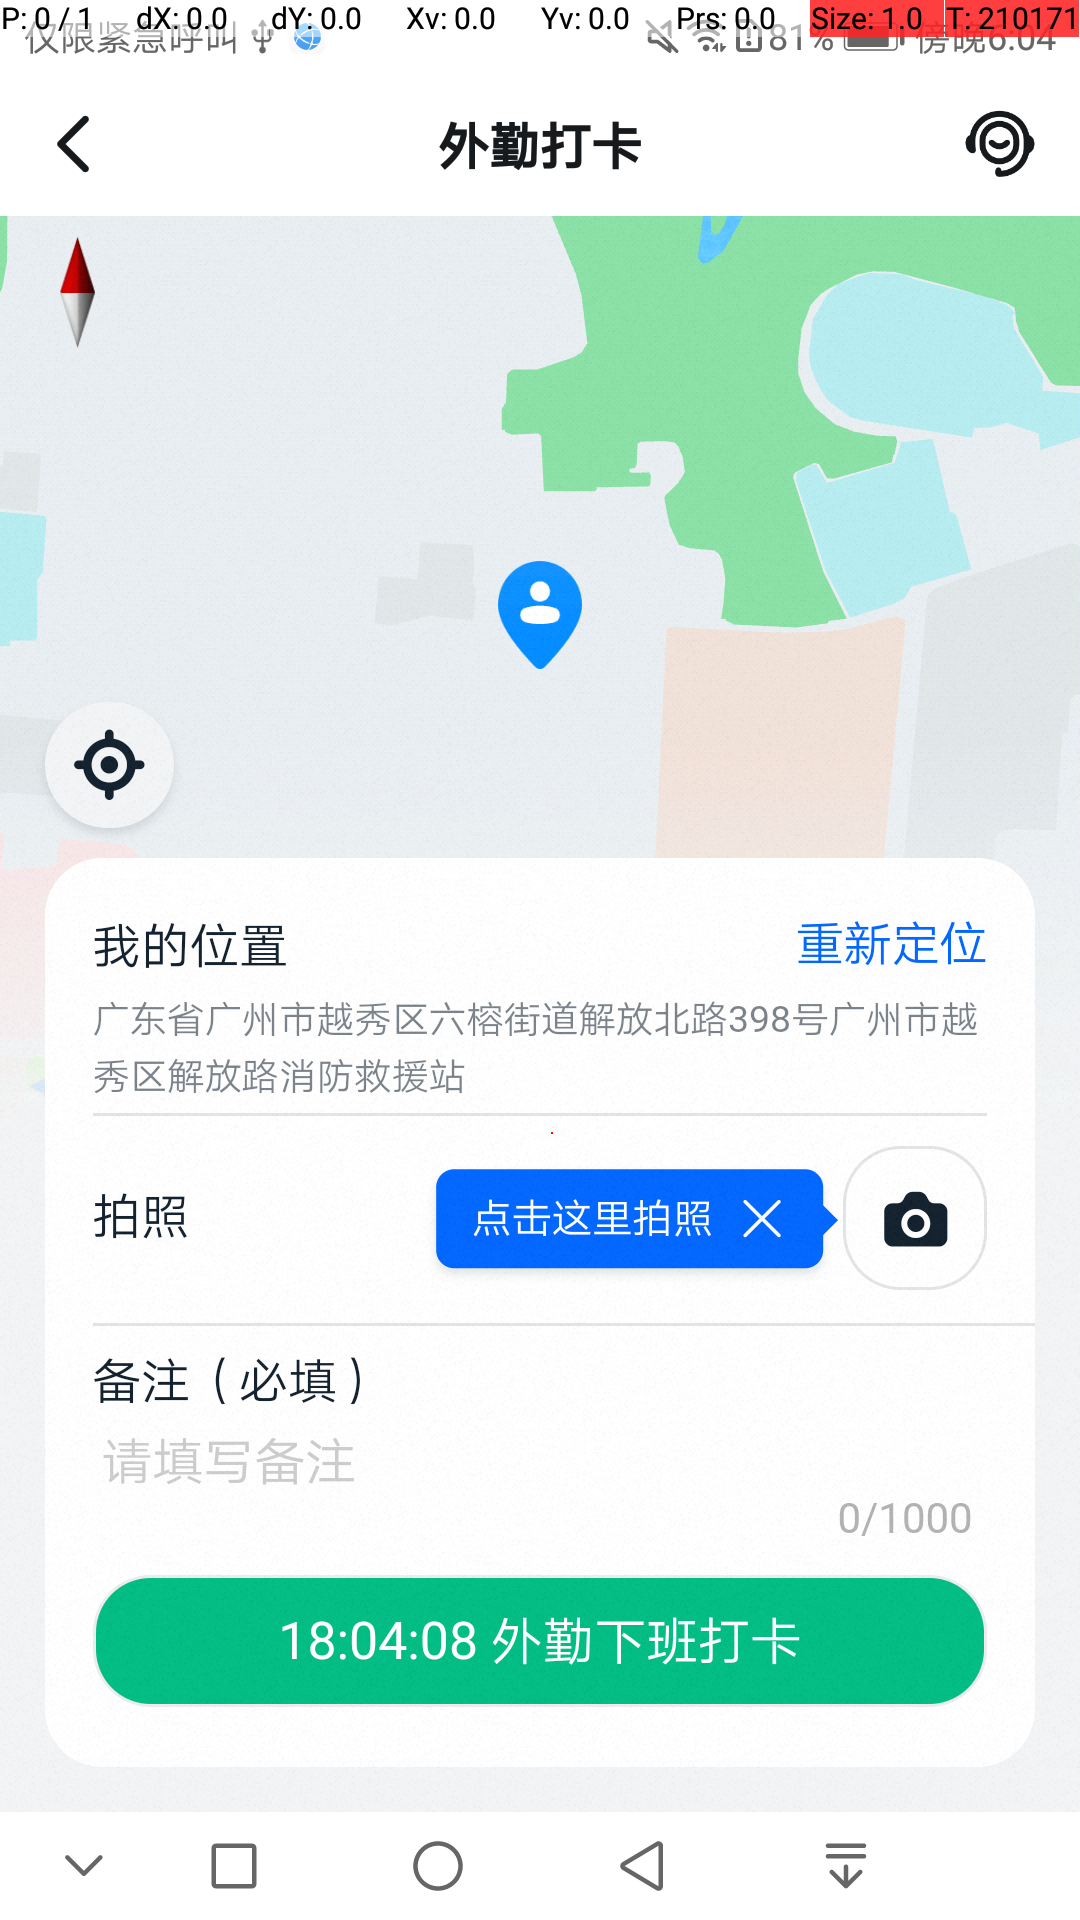 P: 0 / 1 dX: 0.0 dY: 0.0 Xv: 0.0 Yv: 0.0 Prs: 0.0 Size: 1.0 T: 210171
仅限紧急呼叫 81% 傍晚6:04
外勤打卡
我的位置 重新定位
广东省广州市越秀区六榕街道解放北路398号广州市越
秀区解放路消防救援站
拍照 点击这里拍照
备注（必填）
请填写备注
0/1000
18:04:08 外勤下班打卡